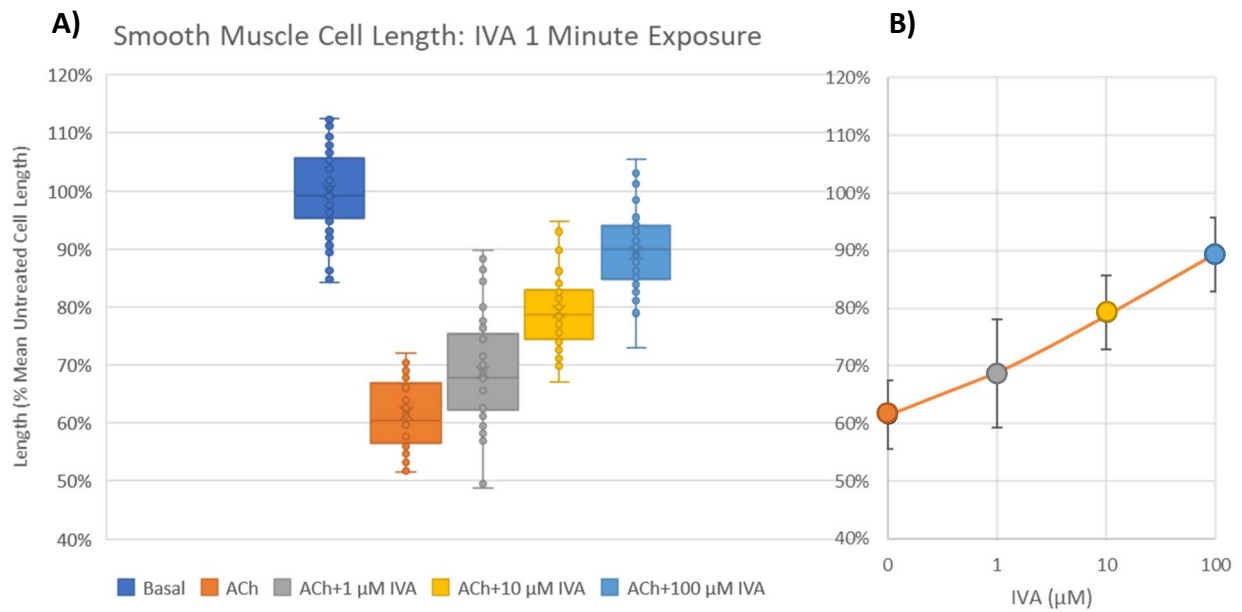 A)
Smooth Muscle Cell Length: IVA 1 Minute Exposure
B)
Length (% Mean Untreated Cell Length)
120%
110%
100%
90%
80%
70%
60%
50%
40%
Basal ACh ACh+1 µM IVA ACh+10 µM IVA ACh+100 µM IVA
120%
110%
100%
90%
80%
70%
60%
50%
40%
0 1 10 100
IVA (µM)